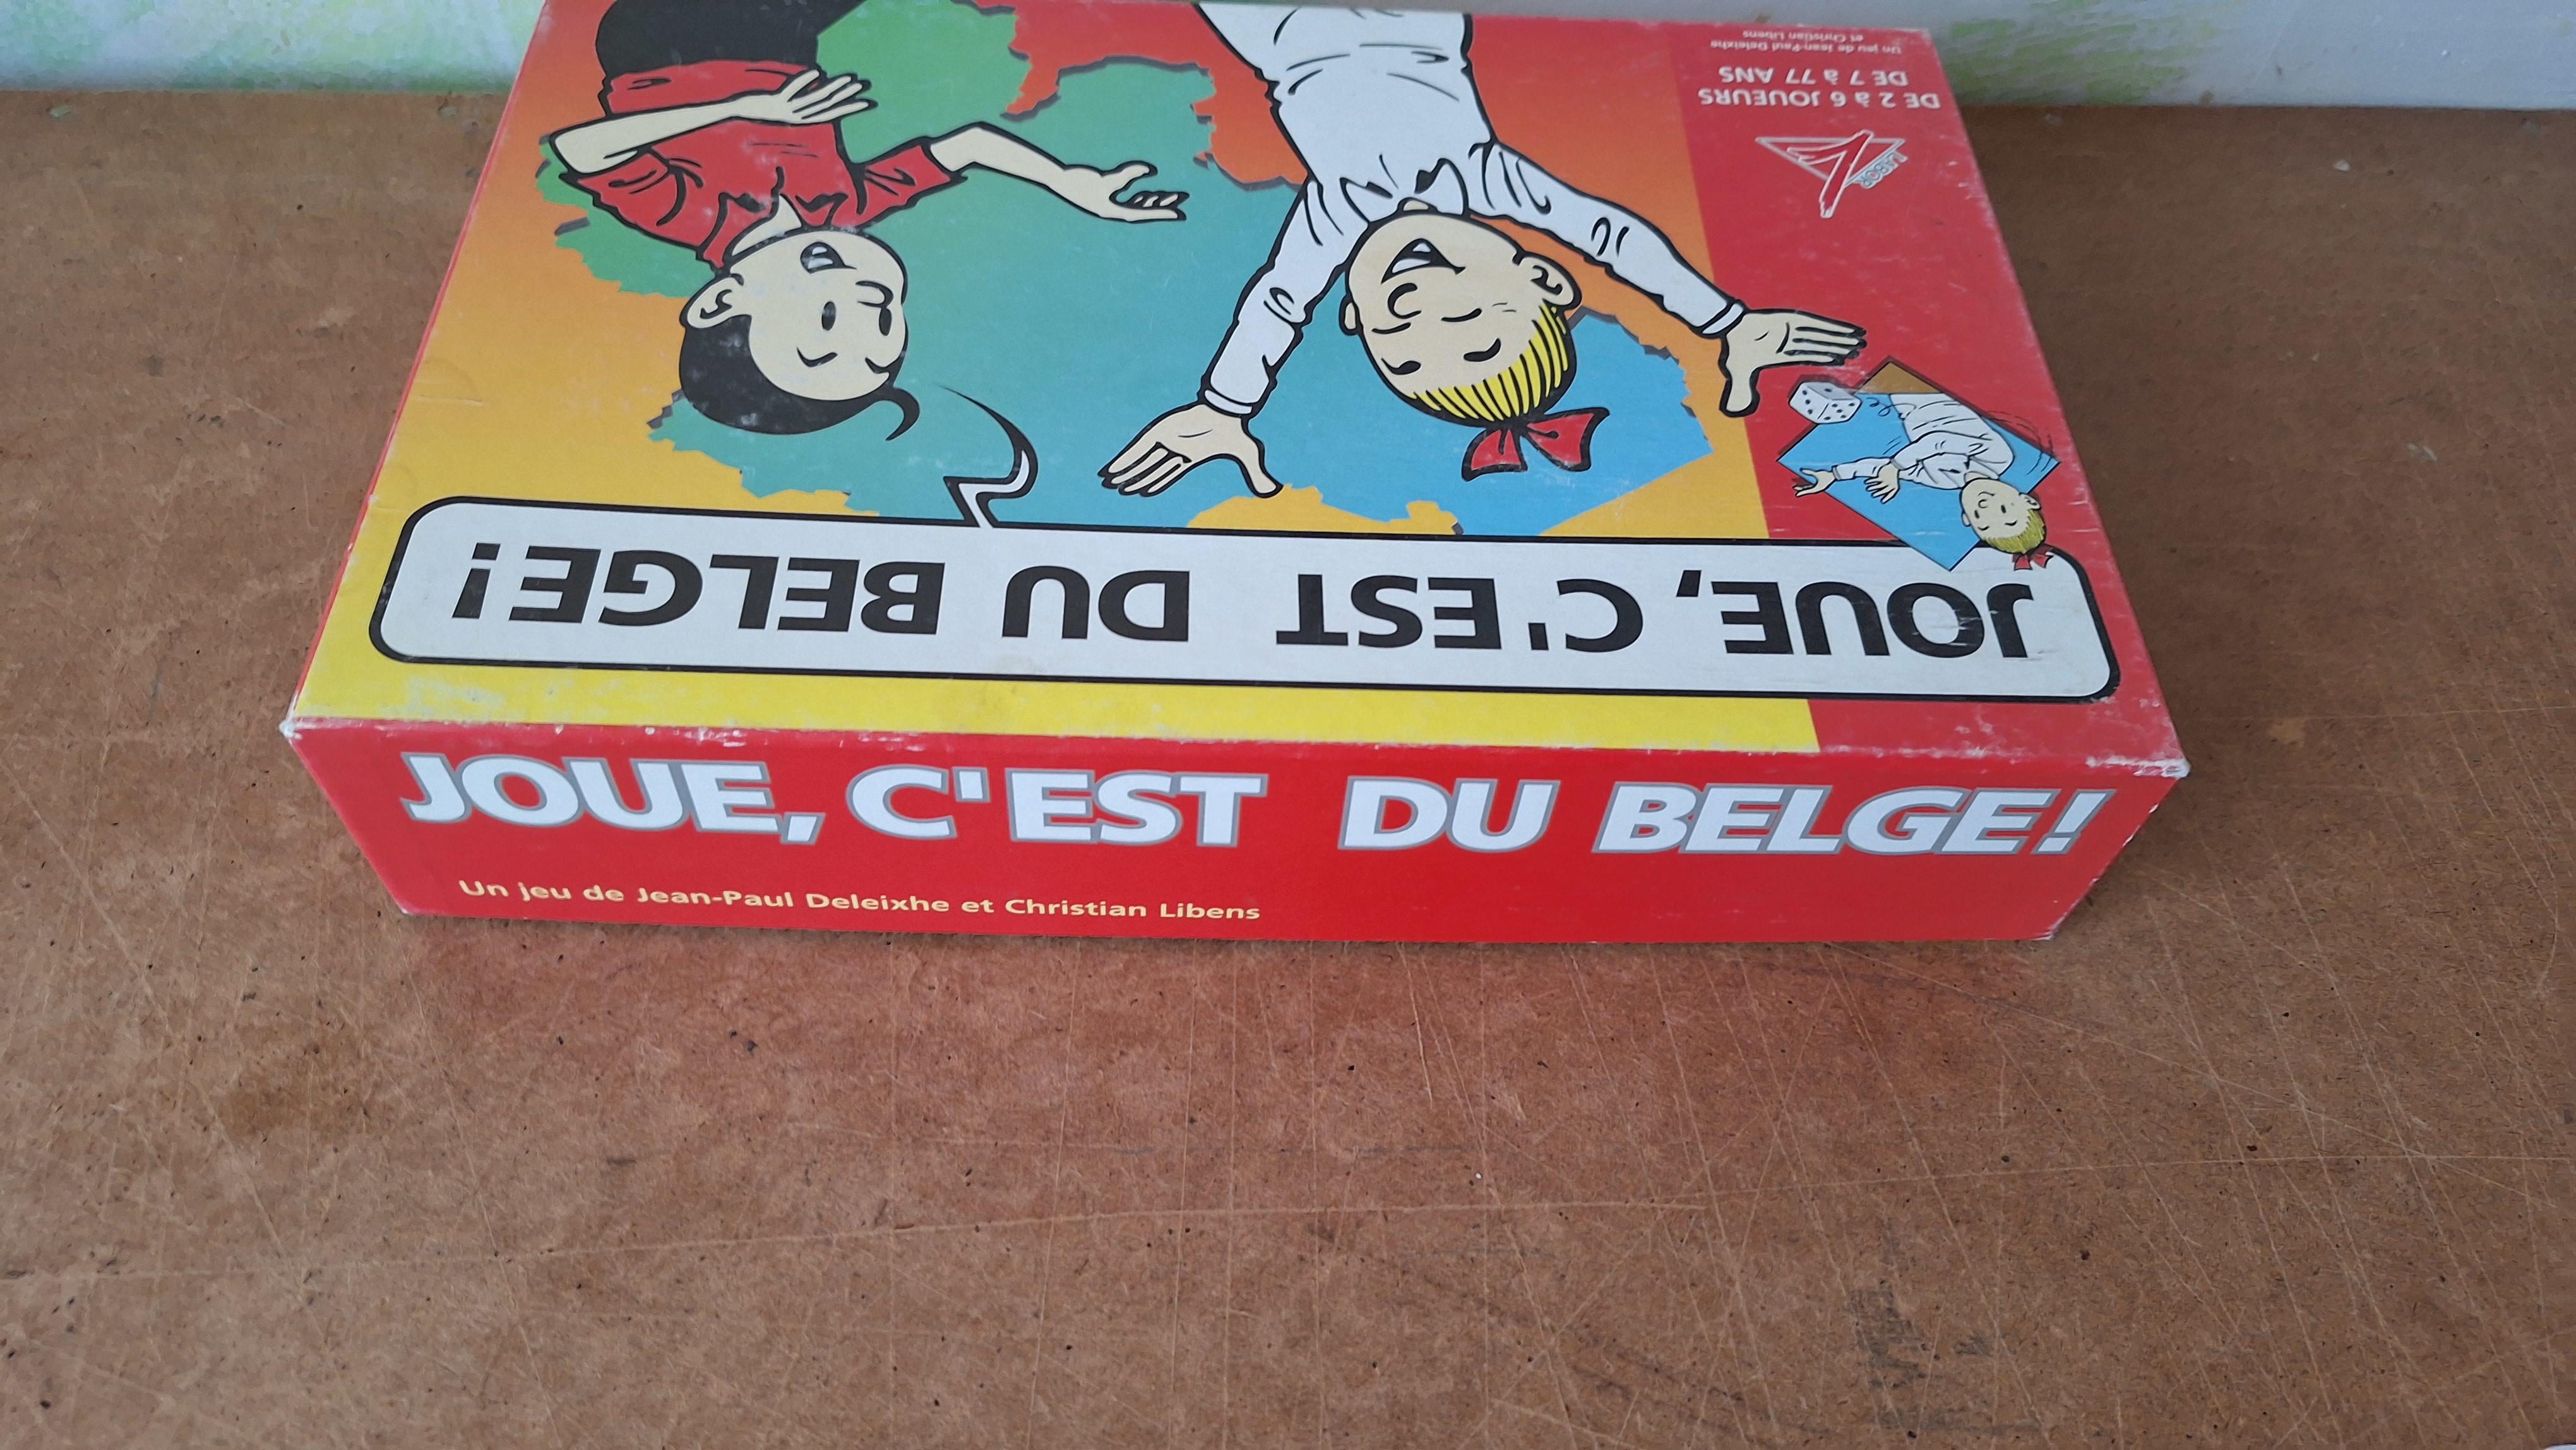 Un jeu de Jean-Paul Deleixhe
et Christian Libens
DE 7 à 77 ANS
DE 2 à 6 JOUEURS
LABOR
JOUE, C'EST DU BELGE!
JOUE, C'EST DU BELGE!
Un jeu de Jean-Paul Deleixhe et Christian Libens